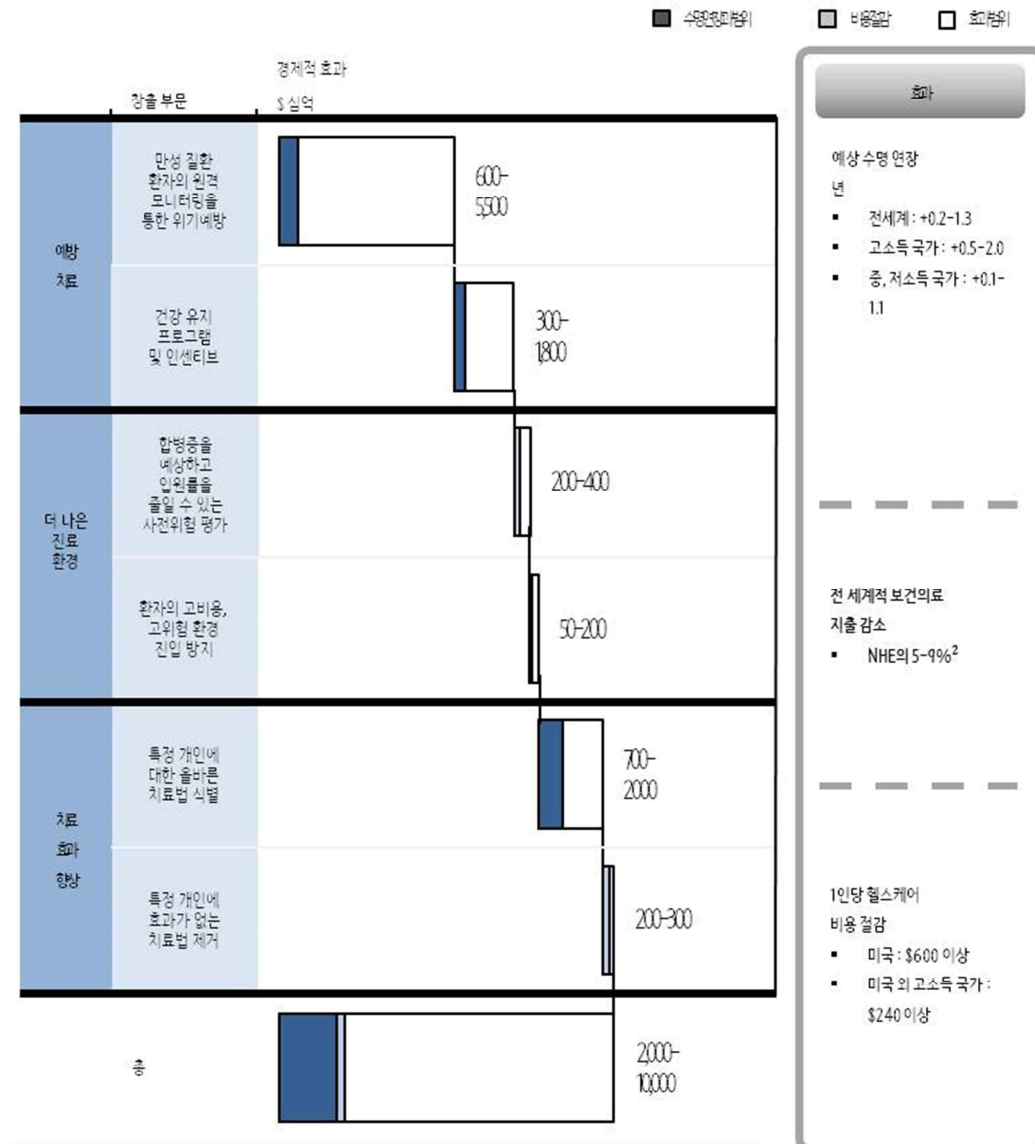 수명연장의범위
비용절감
효과범위
경제적 효과
창출 부문
$ 십억
예방
치료
만성 질환
환자의 원격
모니터링을
통한 위기예방
600-
5,500
건강 유지
프로그램
및 인센티브
300-
1,800
더 나은
진료
환경
합병증을
예상하고
입원률을
줄일 수 있는
사전위험 평가
200-400
환자의 고비용,
고위험 환경
진입 방지
50-200
치료
효과
향상
특정 개인에
대한 올바른
치료법 식별
700-
2000
특정 개인에
효과가 없는
치료법 제거
200-300
총
2,000-
10,000
효과
예상 수명 연장
년
▪ 전세계 : +0.2-1.3
▪ 고소득 국가 : +0.5-2.0
▪ 중, 저소득 국가 : +0.1-
1.1
전 세계적 보건의료
지출 감소
▪ NHE의 5-9%²
1인당 헬스케어
비용 절감
▪ 미국 : $600 이상
▪ 미국 외 고소득 국가 :
$240 이상